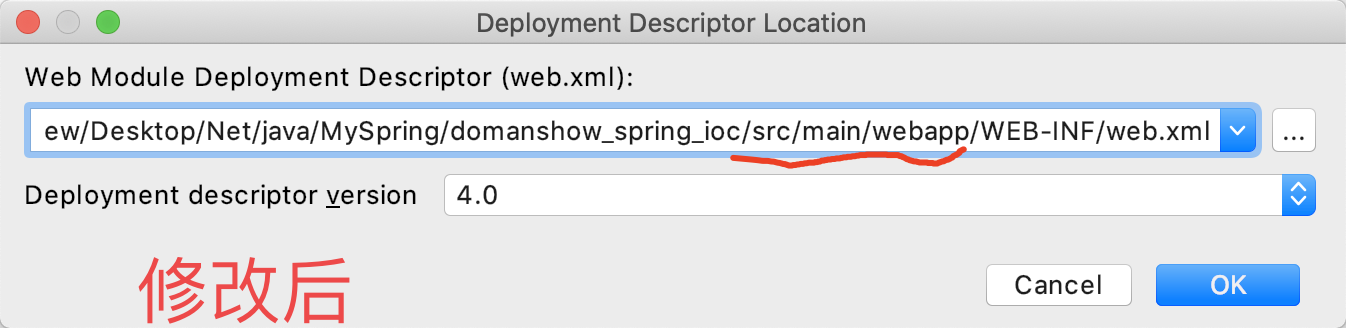 Deployment Descriptor Location
Web Module Deployment Descriptor (web.xml):
ew/Desktop/Net/java/MySpring/domanshow_spring_ioc/src/main/webapp/WEB-INF/web.xml
...
Deployment descriptor version
4.0
修改后
Cancel
OK